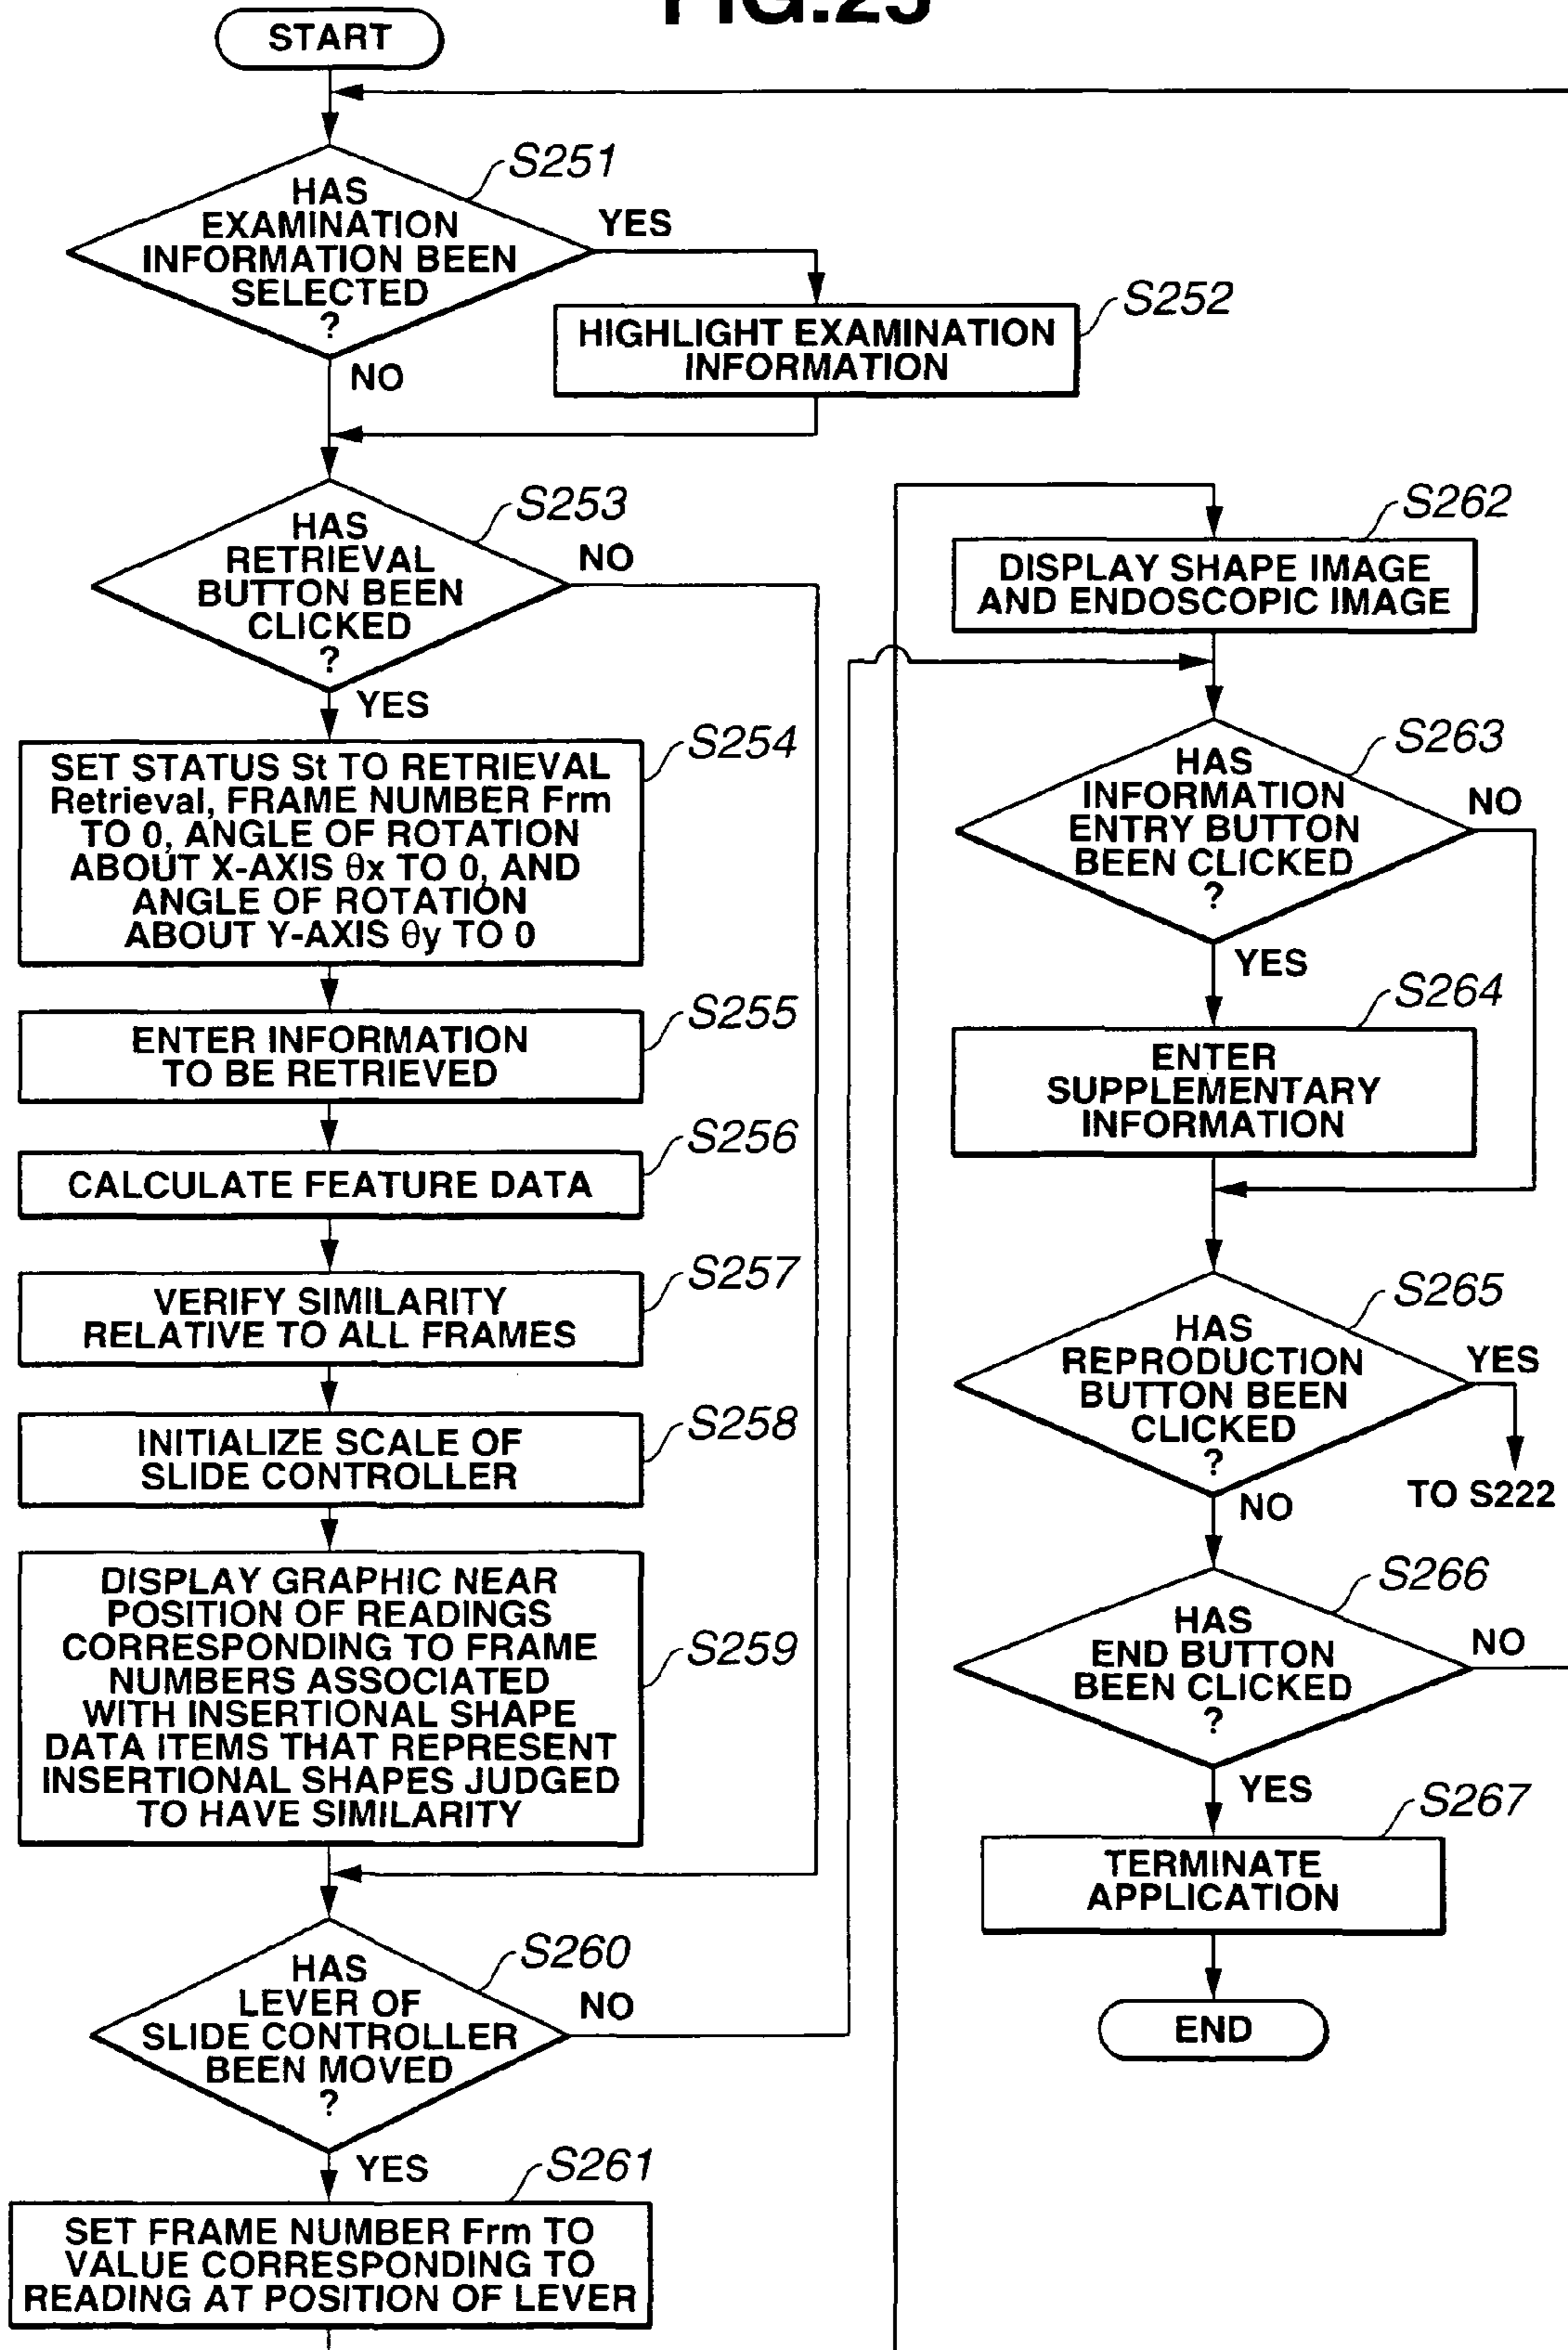 FIG.25
START
S251
HAS
EXAMINATION
INFORMATION BEEN
SELECTED
?
YES
NO
S252
HIGHLIGHT EXAMINATION
INFORMATION
S253
HAS
RETRIEVAL
BUTTON BEEN
CLICKED
?
NO
YES
S254
SET STATUS St TO RETRIEVAL
Retrieval, FRAME NUMBER Frm
TO 0, ANGLE OF ROTATION
ABOUT X-AXIS θx TO 0, AND
ANGLE OF ROTATION
ABOUT Y-AXIS θy TO 0
S255
ENTER INFORMATION
TO BE RETRIEVED
S256
CALCULATE FEATURE DATA
S257
VERIFY SIMILARITY
RELATIVE TO ALL FRAMES
S258
INITIALIZE SCALE OF
SLIDE CONTROLLER
S259
DISPLAY GRAPHIC NEAR
POSITION OF READINGS
CORRESPONDING TO FRAME
NUMBERS ASSOCIATED
WITH INSERTIONAL SHAPE
DATA ITEMS THAT REPRESENT
INSERTIONAL SHAPES JUDGED
TO HAVE SIMILARITY
S260
HAS
LEVER OF
SLIDE CONTROLLER
BEEN MOVED
?
NO
YES
S261
SET FRAME NUMBER Frm TO
VALUE CORRESPONDING TO
READING AT POSITION OF LEVER
S262
DISPLAY SHAPE IMAGE
AND ENDOSCOPIC IMAGE
S263
HAS
INFORMATION
ENTRY BUTTON
BEEN CLICKED
?
NO
YES
S264
ENTER
SUPPLEMENTARY
INFORMATION
S265
HAS
REPRODUCTION
BUTTON BEEN
CLICKED
?
YES
TO S222
NO
S266
HAS
END BUTTON
BEEN CLICKED
?
NO
YES
S267
TERMINATE
APPLICATION
END